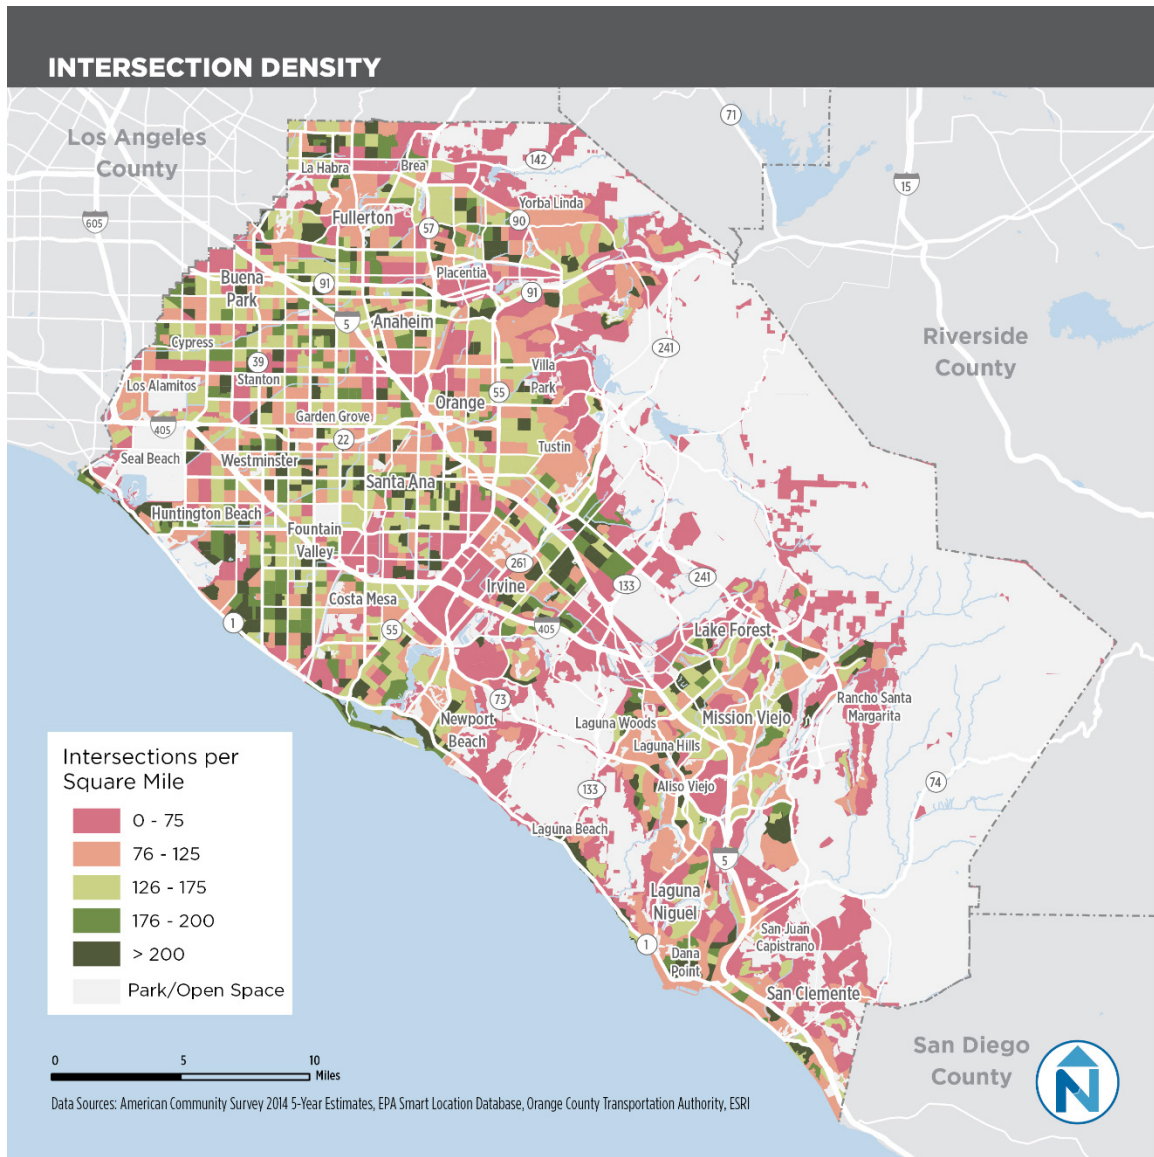 INTERSECTION DENSITY
Los Angeles
County
71
142
La Habra
Brea
15
605
Yorba Linda
Fullerton
57
90
Placentia
Buena
Park
91
91
5
Anaheim
Riverside
County
Cypress
241
39
Villa
Park
Los Alamitos
Stanton
55
Orange
Garden Grove
405
22
Tustin
Seal Beach
Westminster
Santa Ana
Huntington Beach
Fountain
Valley
261
Irvine
133
241
Costa Mesa
1
55
405
Lake Forest
73
Rancho Santa
Margarita
Newport
Beach
Laguna Woods
Mission Viejo
Laguna Hills
Aliso Viejo
133
74
Laguna Beach
5
Laguna
Niguel
San Juan
Capistrano
1
Dana
Point
San Clemente
San Diego
County
Intersections per
Square Mile
0 - 75
76 - 125
126 - 175
176 - 200
> 200
Park/Open Space
0 5 10
Miles
N
Data Sources: American Community Survey 2014 5-Year Estimates, EPA Smart Location Database, Orange County Transportation Authority, ESRI